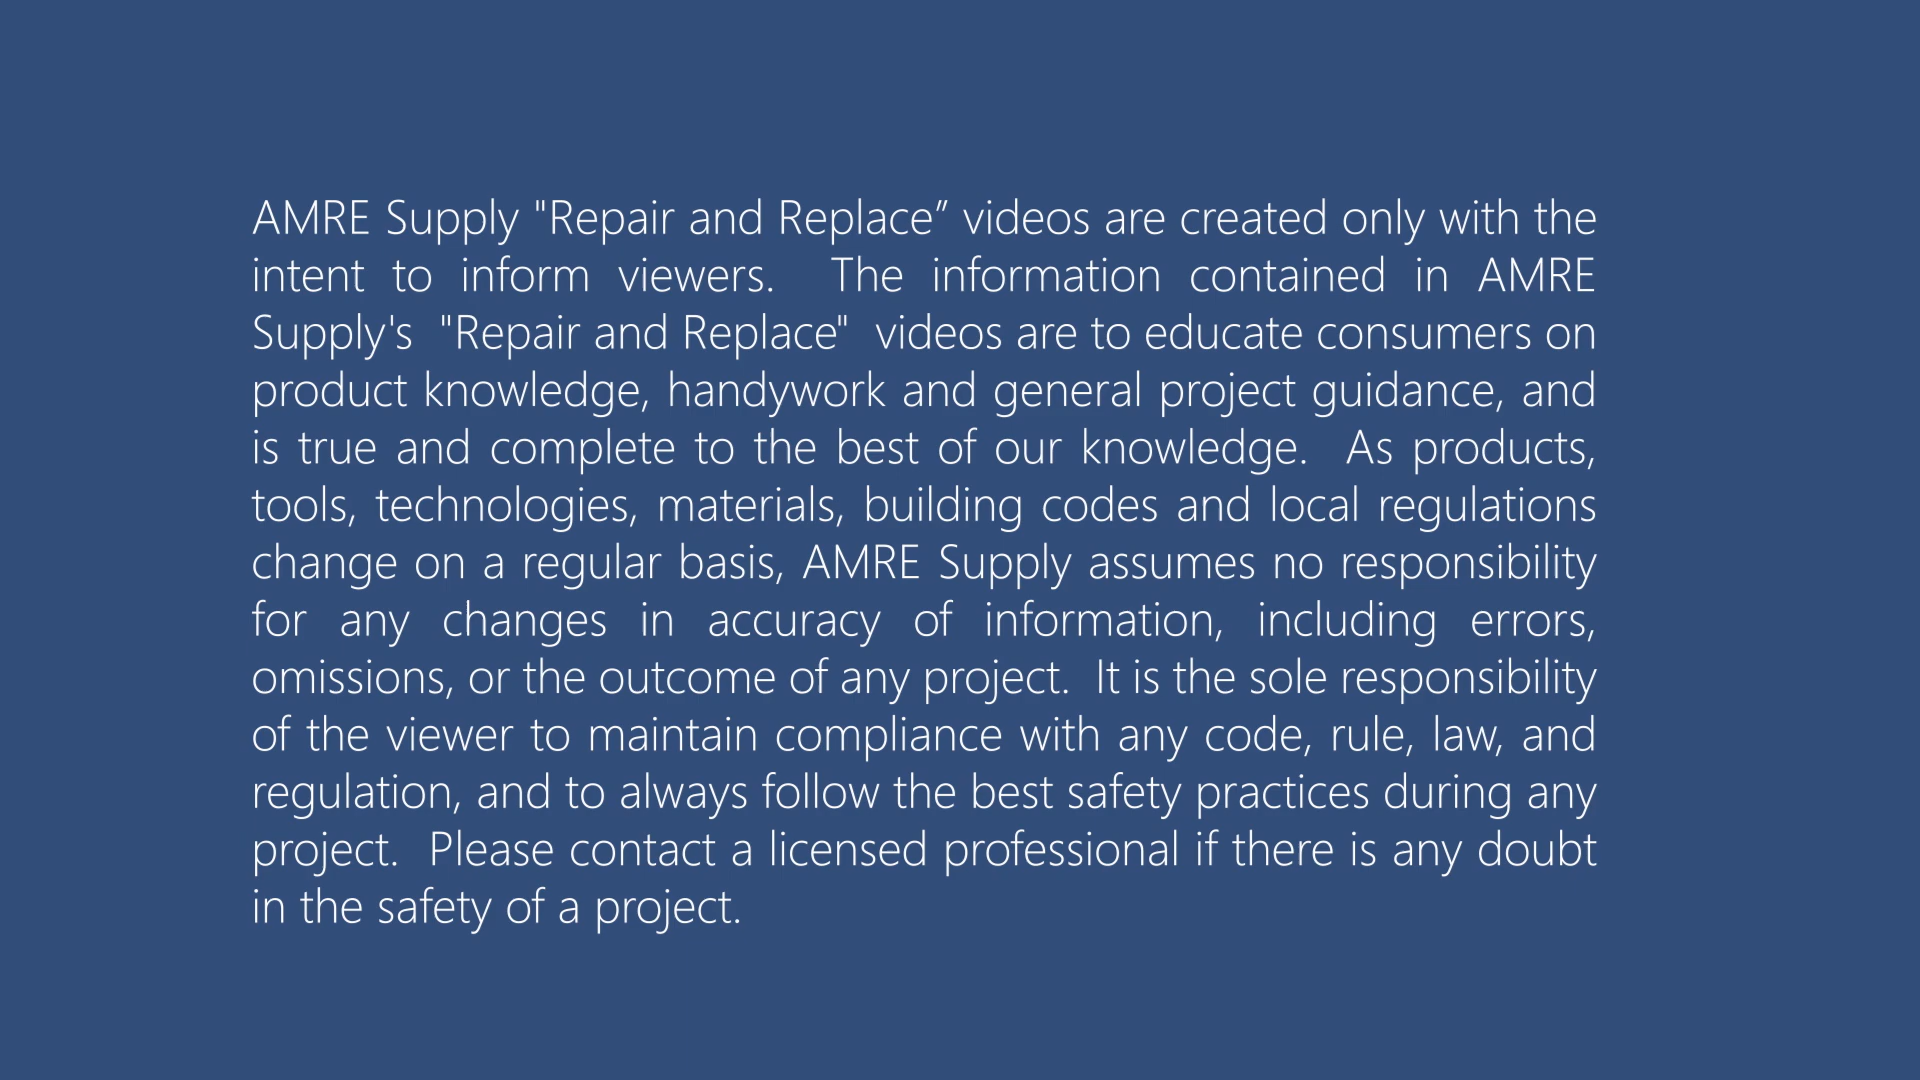 AMRE Supply "Repair and Replace” videos are created only with the
intent to inform viewers.  The information contained in AMRE
Supply's  "Repair and Replace"  videos are to educate consumers on
product knowledge, handywork and general project guidance, and
is true and complete to the best of our knowledge.  As products,
tools, technologies, materials, building codes and local regulations
change on a regular basis, AMRE Supply assumes no responsibility
for any changes in accuracy of information, including errors,
omissions, or the outcome of any project.  It is the sole responsibility
of the viewer to maintain compliance with any code, rule, law, and
regulation, and to always follow the best safety practices during any
project.  Please contact a licensed professional if there is any doubt
in the safety of a project.